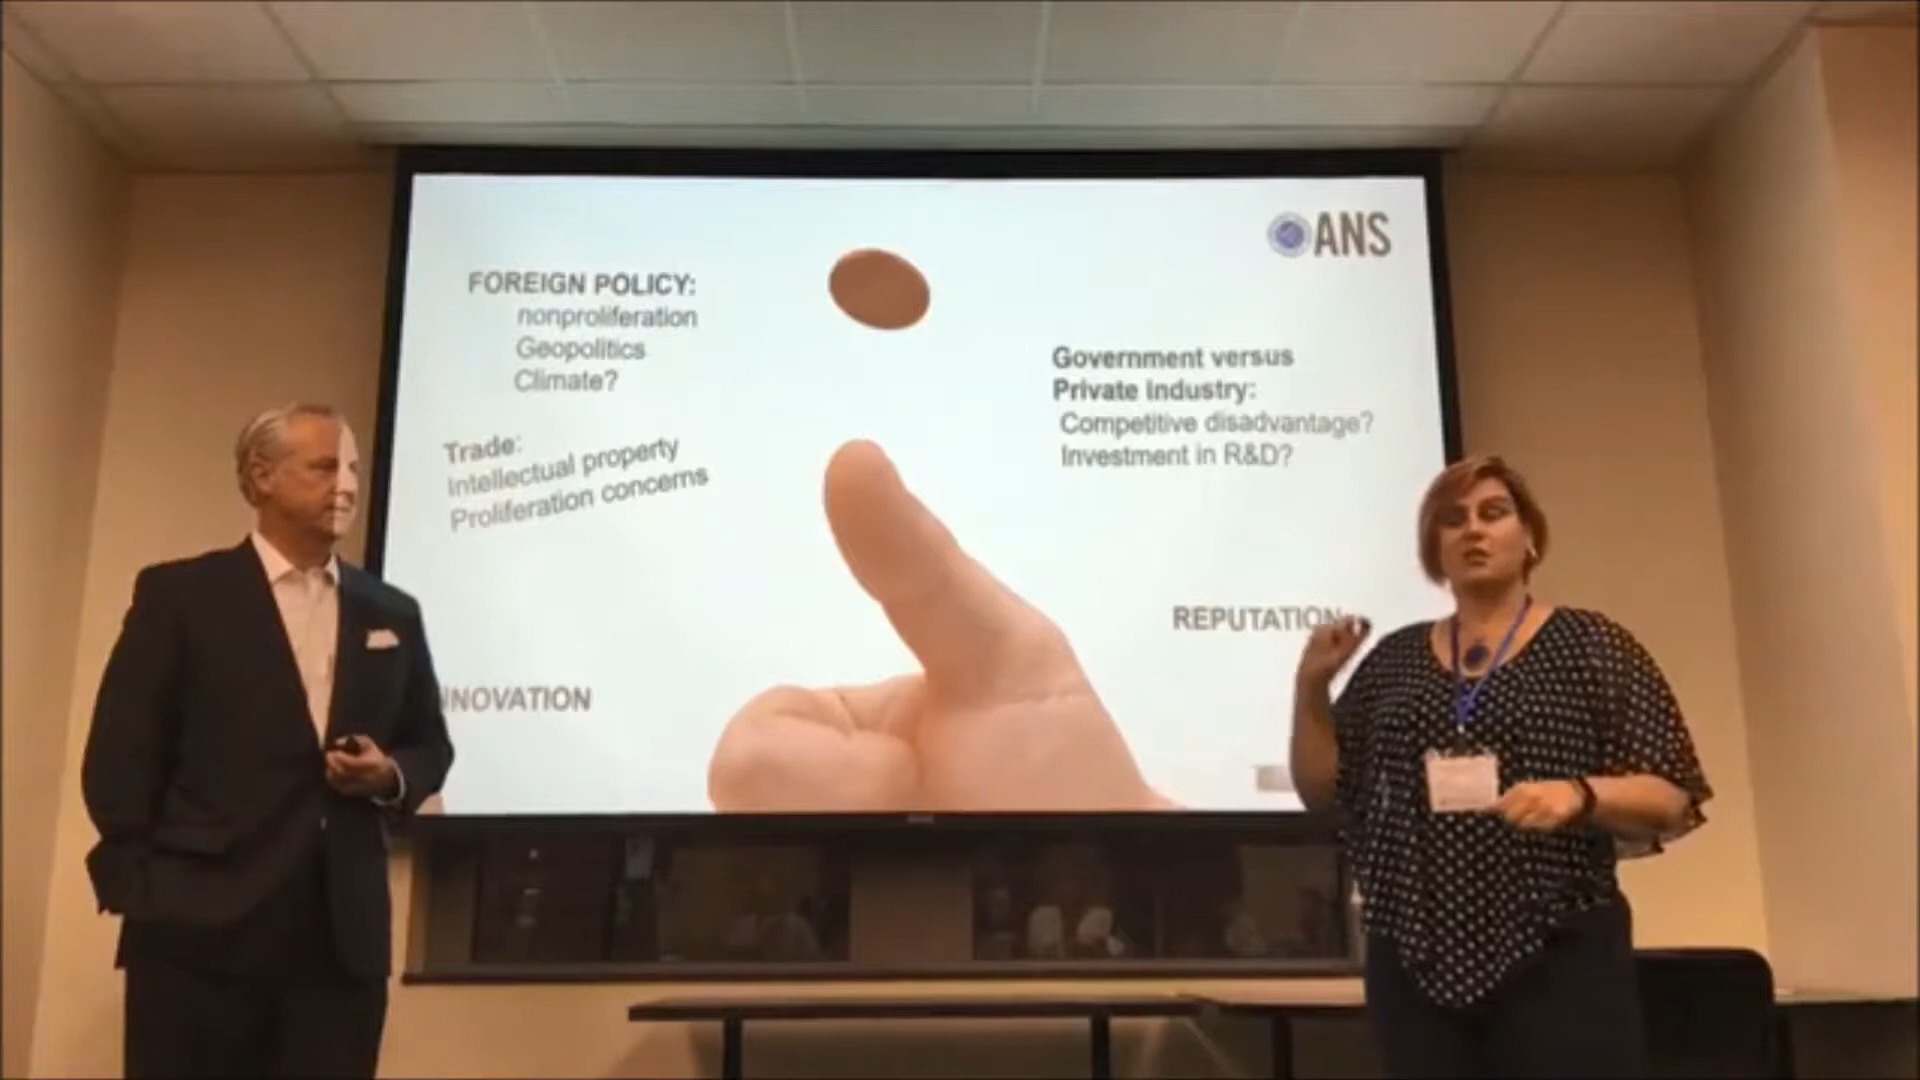 ANS
FOREIGN POLICY:
nonproliferation
Geopolitics
Climate?
Government versus
Private Industry:
Competitive disadvantage?
Investment in R&D?
Trade:
Intellectual property
Proliferation concerns
REPUTATION
NNOVATION